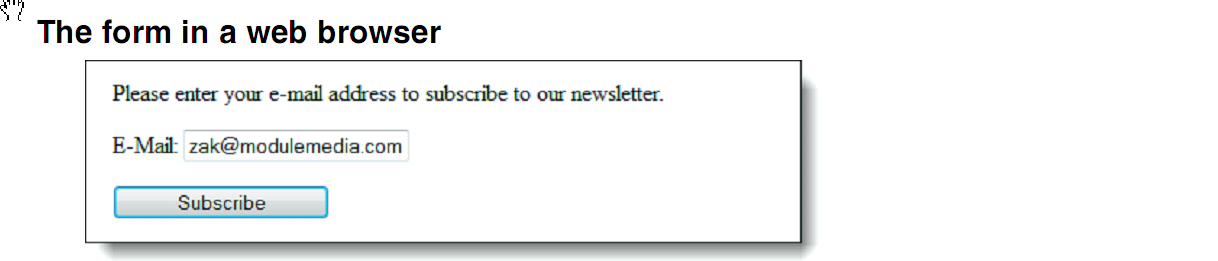 The form in a web browser
Please enter your e-mail address to subscribe to our newsletter.
E-Mail: zak@modulemedia.com
Subscribe